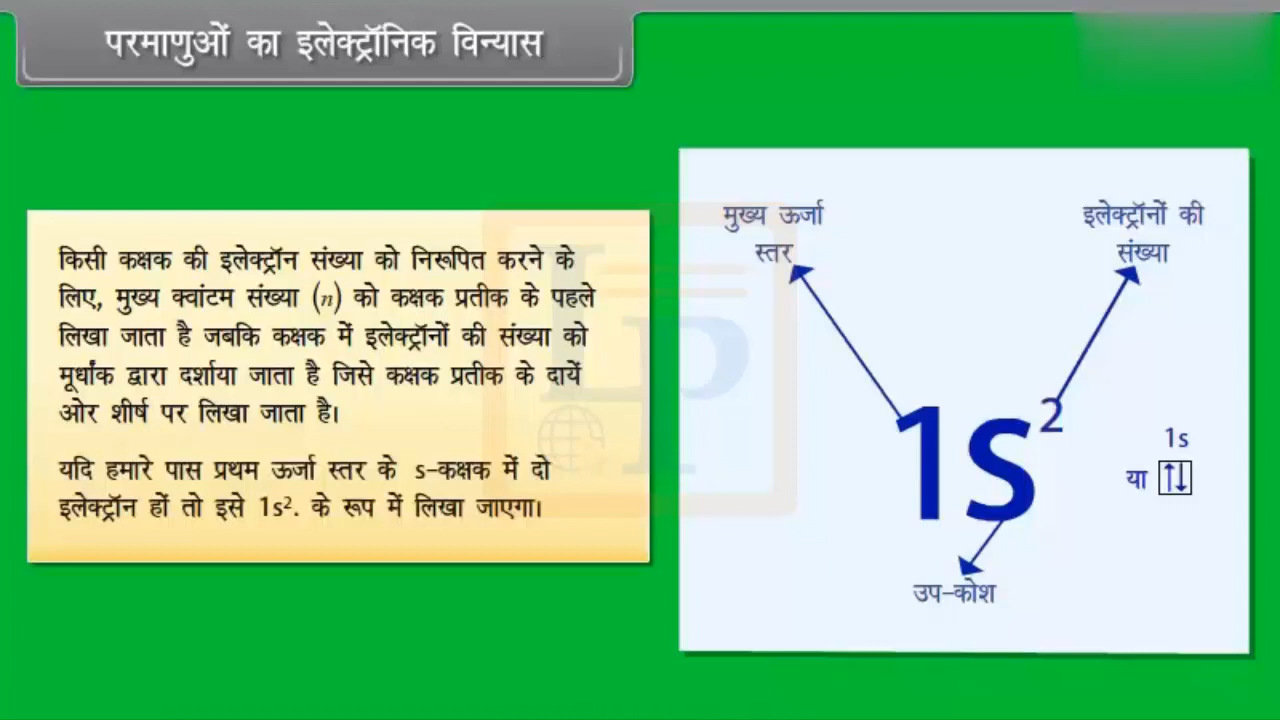 परमाणुओं का इलेक्ट्रॉनिक विन्यास
किसी कक्षक की इलेक्ट्रॉन संख्या को निरूपित करने के
लिए, मुख्य क्वांटम संख्या (n) को कक्षक प्रतीक के पहले
लिखा जाता है जबकि कक्षक में इलेक्ट्रॉनों की संख्या को
मूर्धांक द्वारा दर्शाया जाता है जिसे कक्षक प्रतीक के दायें
ओर शीर्ष पर लिखा जाता है।
यदि हमारे पास प्रथम ऊर्जा स्तर के s-कक्षक में दो
इलेक्ट्रॉन हों तो इसे 1s². के रूप में लिखा जाएगा।
मुख्य ऊर्जा
स्तर
इलेक्ट्रॉनों की
संख्या
1s²
1s
या ↑↓
उप-कोश
LP